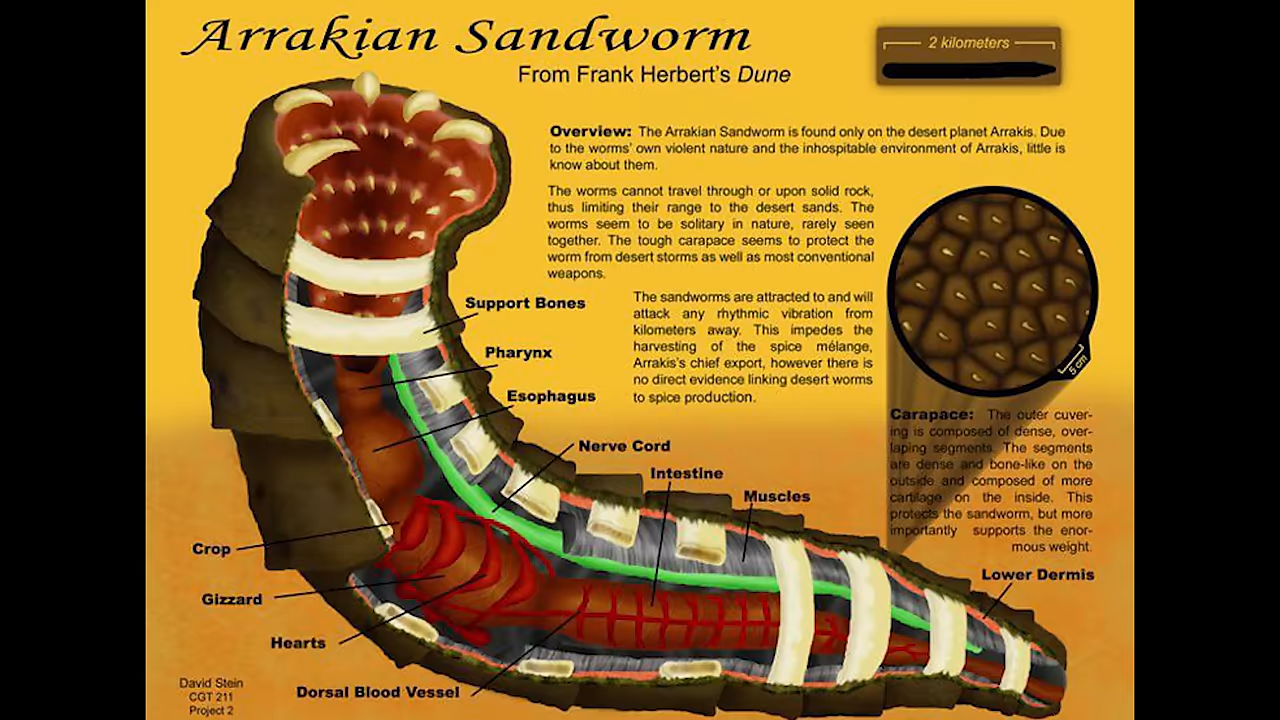 Arrakian Sandworm
From Frank Herbert's Dune
2 kilometers
Overview: The Arrakian Sandworm is found only on the desert planet Arrakis. Due
to the worms' own violent nature and the inhospitable environment of Arrakis, little is
know about them.
The worms cannot travel through or upon solid rock,
thus limiting their range to the desert sands. The
worms seem to be solitary in nature, rarely seen
together. The tough carapace seems to protect the
worm from desert storms as well as most conventional
weapons.
The sandworms are attracted to and will
attack any rhythmic vibration from
kilometers away. This impedes the
harvesting of the spice mélange,
Arrakis's chief export, however there is
no direct evidence linking desert worms
to spice production.
5 cm
Carapace: The outer cuver-
ing is composed of dense, over-
laping segments. The segments
are dense and bone-like on the
outside and composed of more
cartilage on the inside. This
protects the sandworm, but more
importantly supports the enor-
mous weight.
Support Bones
Pharynx
Esophagus
Nerve Cord
Intestine
Muscles
Lower Dermis
Crop
Gizzard
Hearts
Dorsal Blood Vessel
David Stein
CGT 211
Project 2